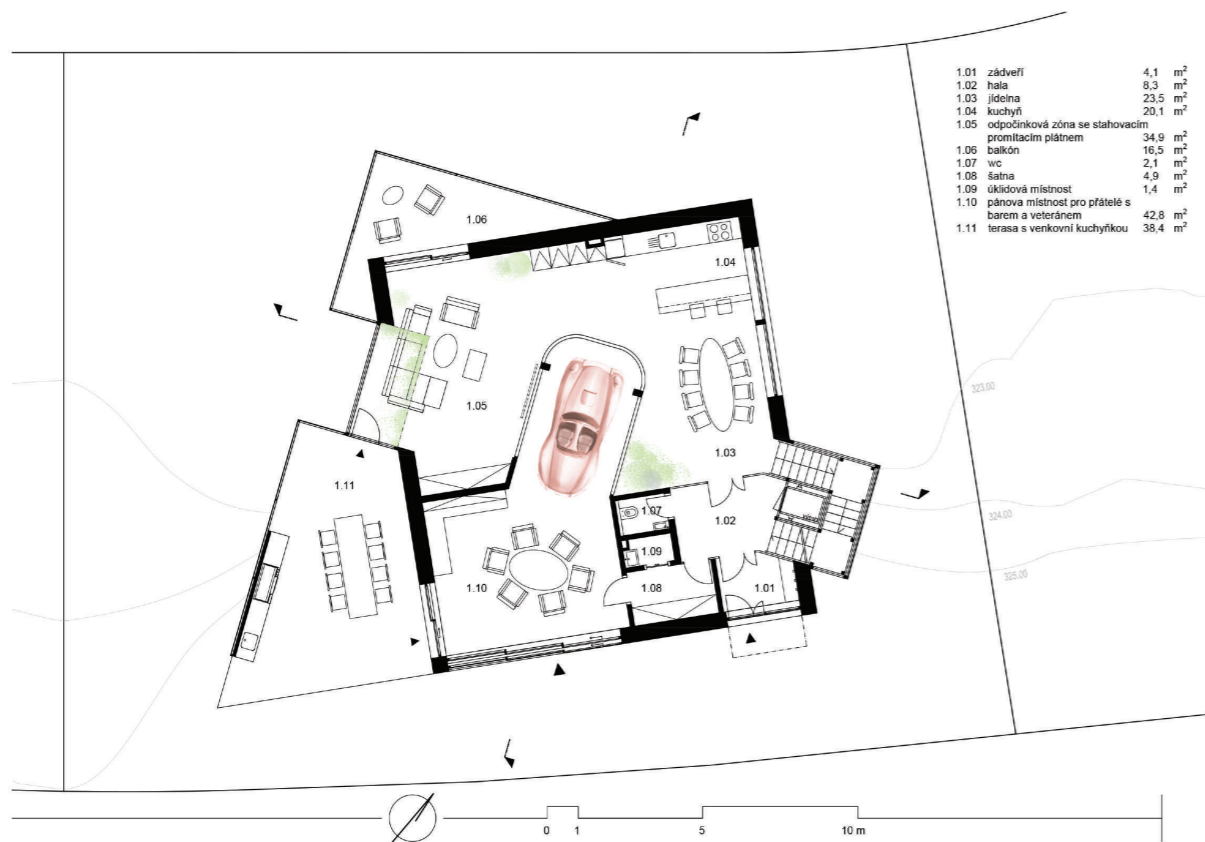 1.01 zádveří 4,1 m²
1.02 hala 8,3 m²
1.03 jídelna 23,5 m²
1.04 kuchyň 20,1 m²
1.05 odpočinková zóna se stahovacím
promítacím plátnem 34,9 m²
1.06 balkón 16,5 m²
1.07 wc 2,1 m²
1.08 šatna 4,9 m²
1.09 úklidová místnost 1,4 m²
1.10 pánova místnost pro přátelé s
barem a veteránem 42,8 m²
1.11 terasa s venkovní kuchyňkou 38,4 m²
1.06
1.04
1.05
1.03
1.11
1.07
1.02
1.09
1.10
1.08
1.01
323.00
324.00
325.00
0 1 5 10 m